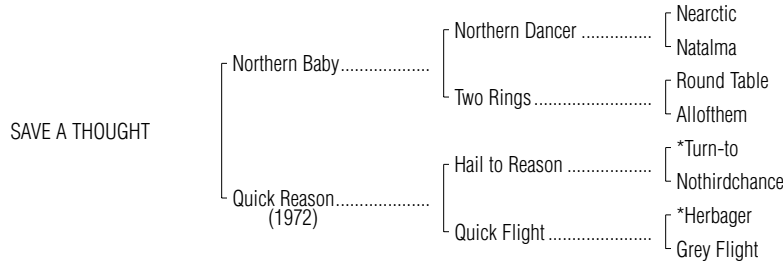 Nearctic
Northern Dancer ...............
Natalma
Northern Baby....................
Round Table
Two Rings.........................
Allofthem
SAVE A THOUGHT
*Turn-to
Hail to Reason ..................
Nothirdchance
Quick Reason.....................
(1972)
*Herbager
Quick Flight ......................
Grey Flight